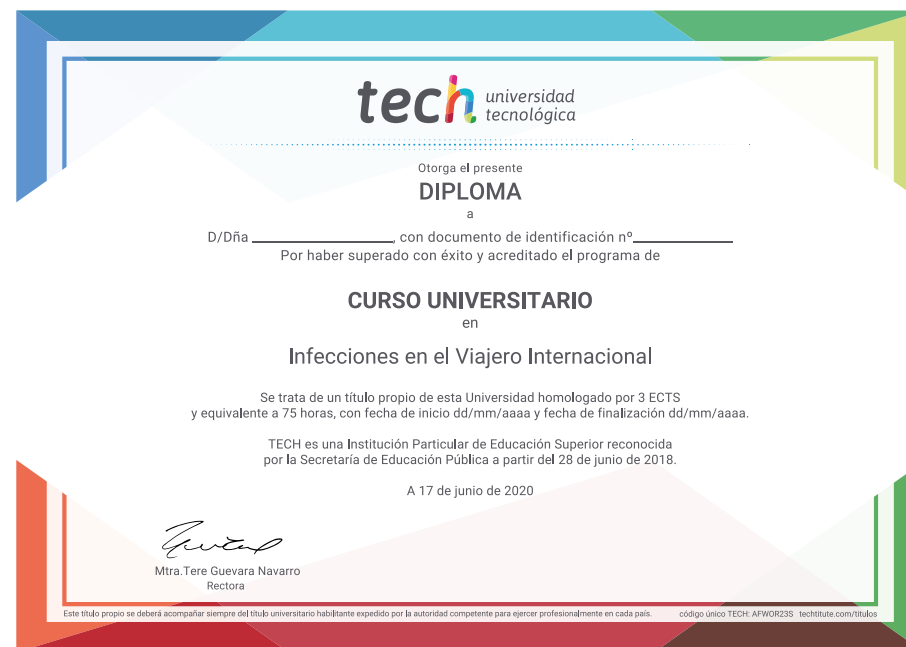 tech universidad
tecnológica
Otorga el presente
DIPLOMA
a
D/Dña ____________________, con documento de identificación nº______________
Por haber superado con éxito y acreditado el programa de
CURSO UNIVERSITARIO
en
Infecciones en el Viajero Internacional
Se trata de un título propio de esta Universidad homologado por 3 ECTS
y equivalente a 75 horas, con fecha de inicio dd/mm/aaaa y fecha de finalización dd/mm/aaaa.
TECH es una Institución Particular de Educación Superior reconocida
por la Secretaría de Educación Pública a partir del 28 de junio de 2018.
A 17 de junio de 2020
Mtra.Tere Guevara Navarro
Rectora
Este título propio se deberá acompañar siempre del título universitario habilitante expedido por la autoridad competente para ejercer profesionalmente en cada país. código único TECH: AFWOR23S techtitute.com/titulos